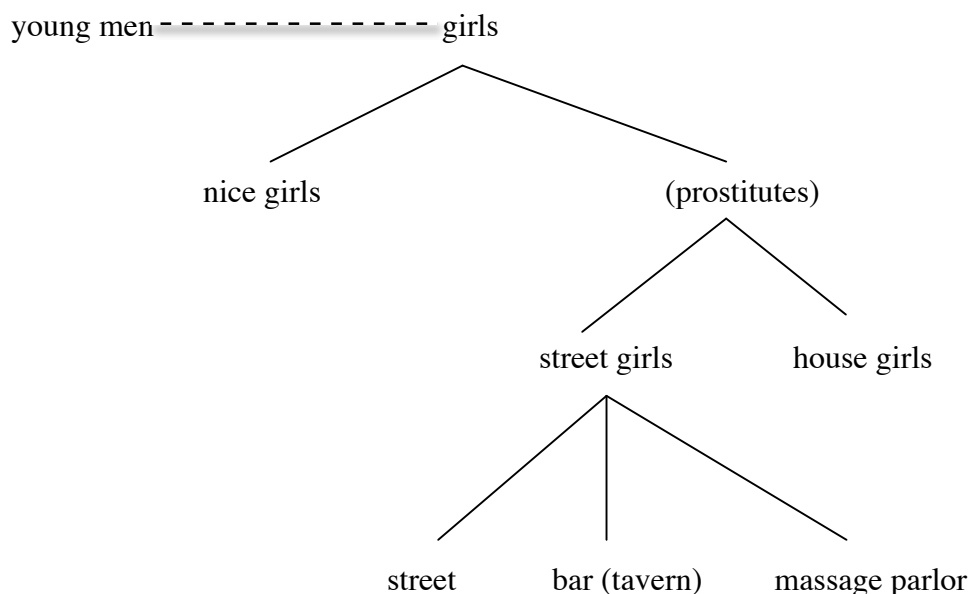 young men girls
nice girls (prostitutes)
street girls house girls
street bar (tavern) massage parlor